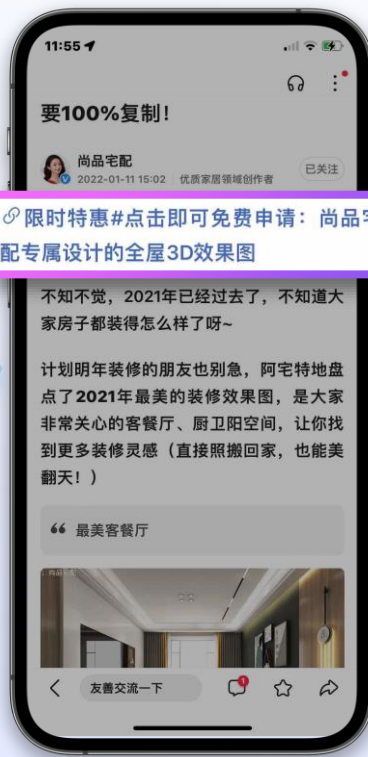 11:55
要100%复制！
尚品宅配
2022-01-11 15:02 优质家居领域创作者
已关注
限时特惠#点击即可免费申请：尚品宅
配专属设计的全屋3D效果图
不知不觉，2021年已经过去了，不知道大
家房子都装得怎么样了呀~
计划明年装修的朋友也别急，阿宅特地盘
点了2021年最美的装修效果图，是大家
非常关心的客餐厅、厨卫阳空间，让你找
到更多装修灵感（直接照搬回家，也能美
翻天！）
❝ 最美客餐厅
友善交流一下